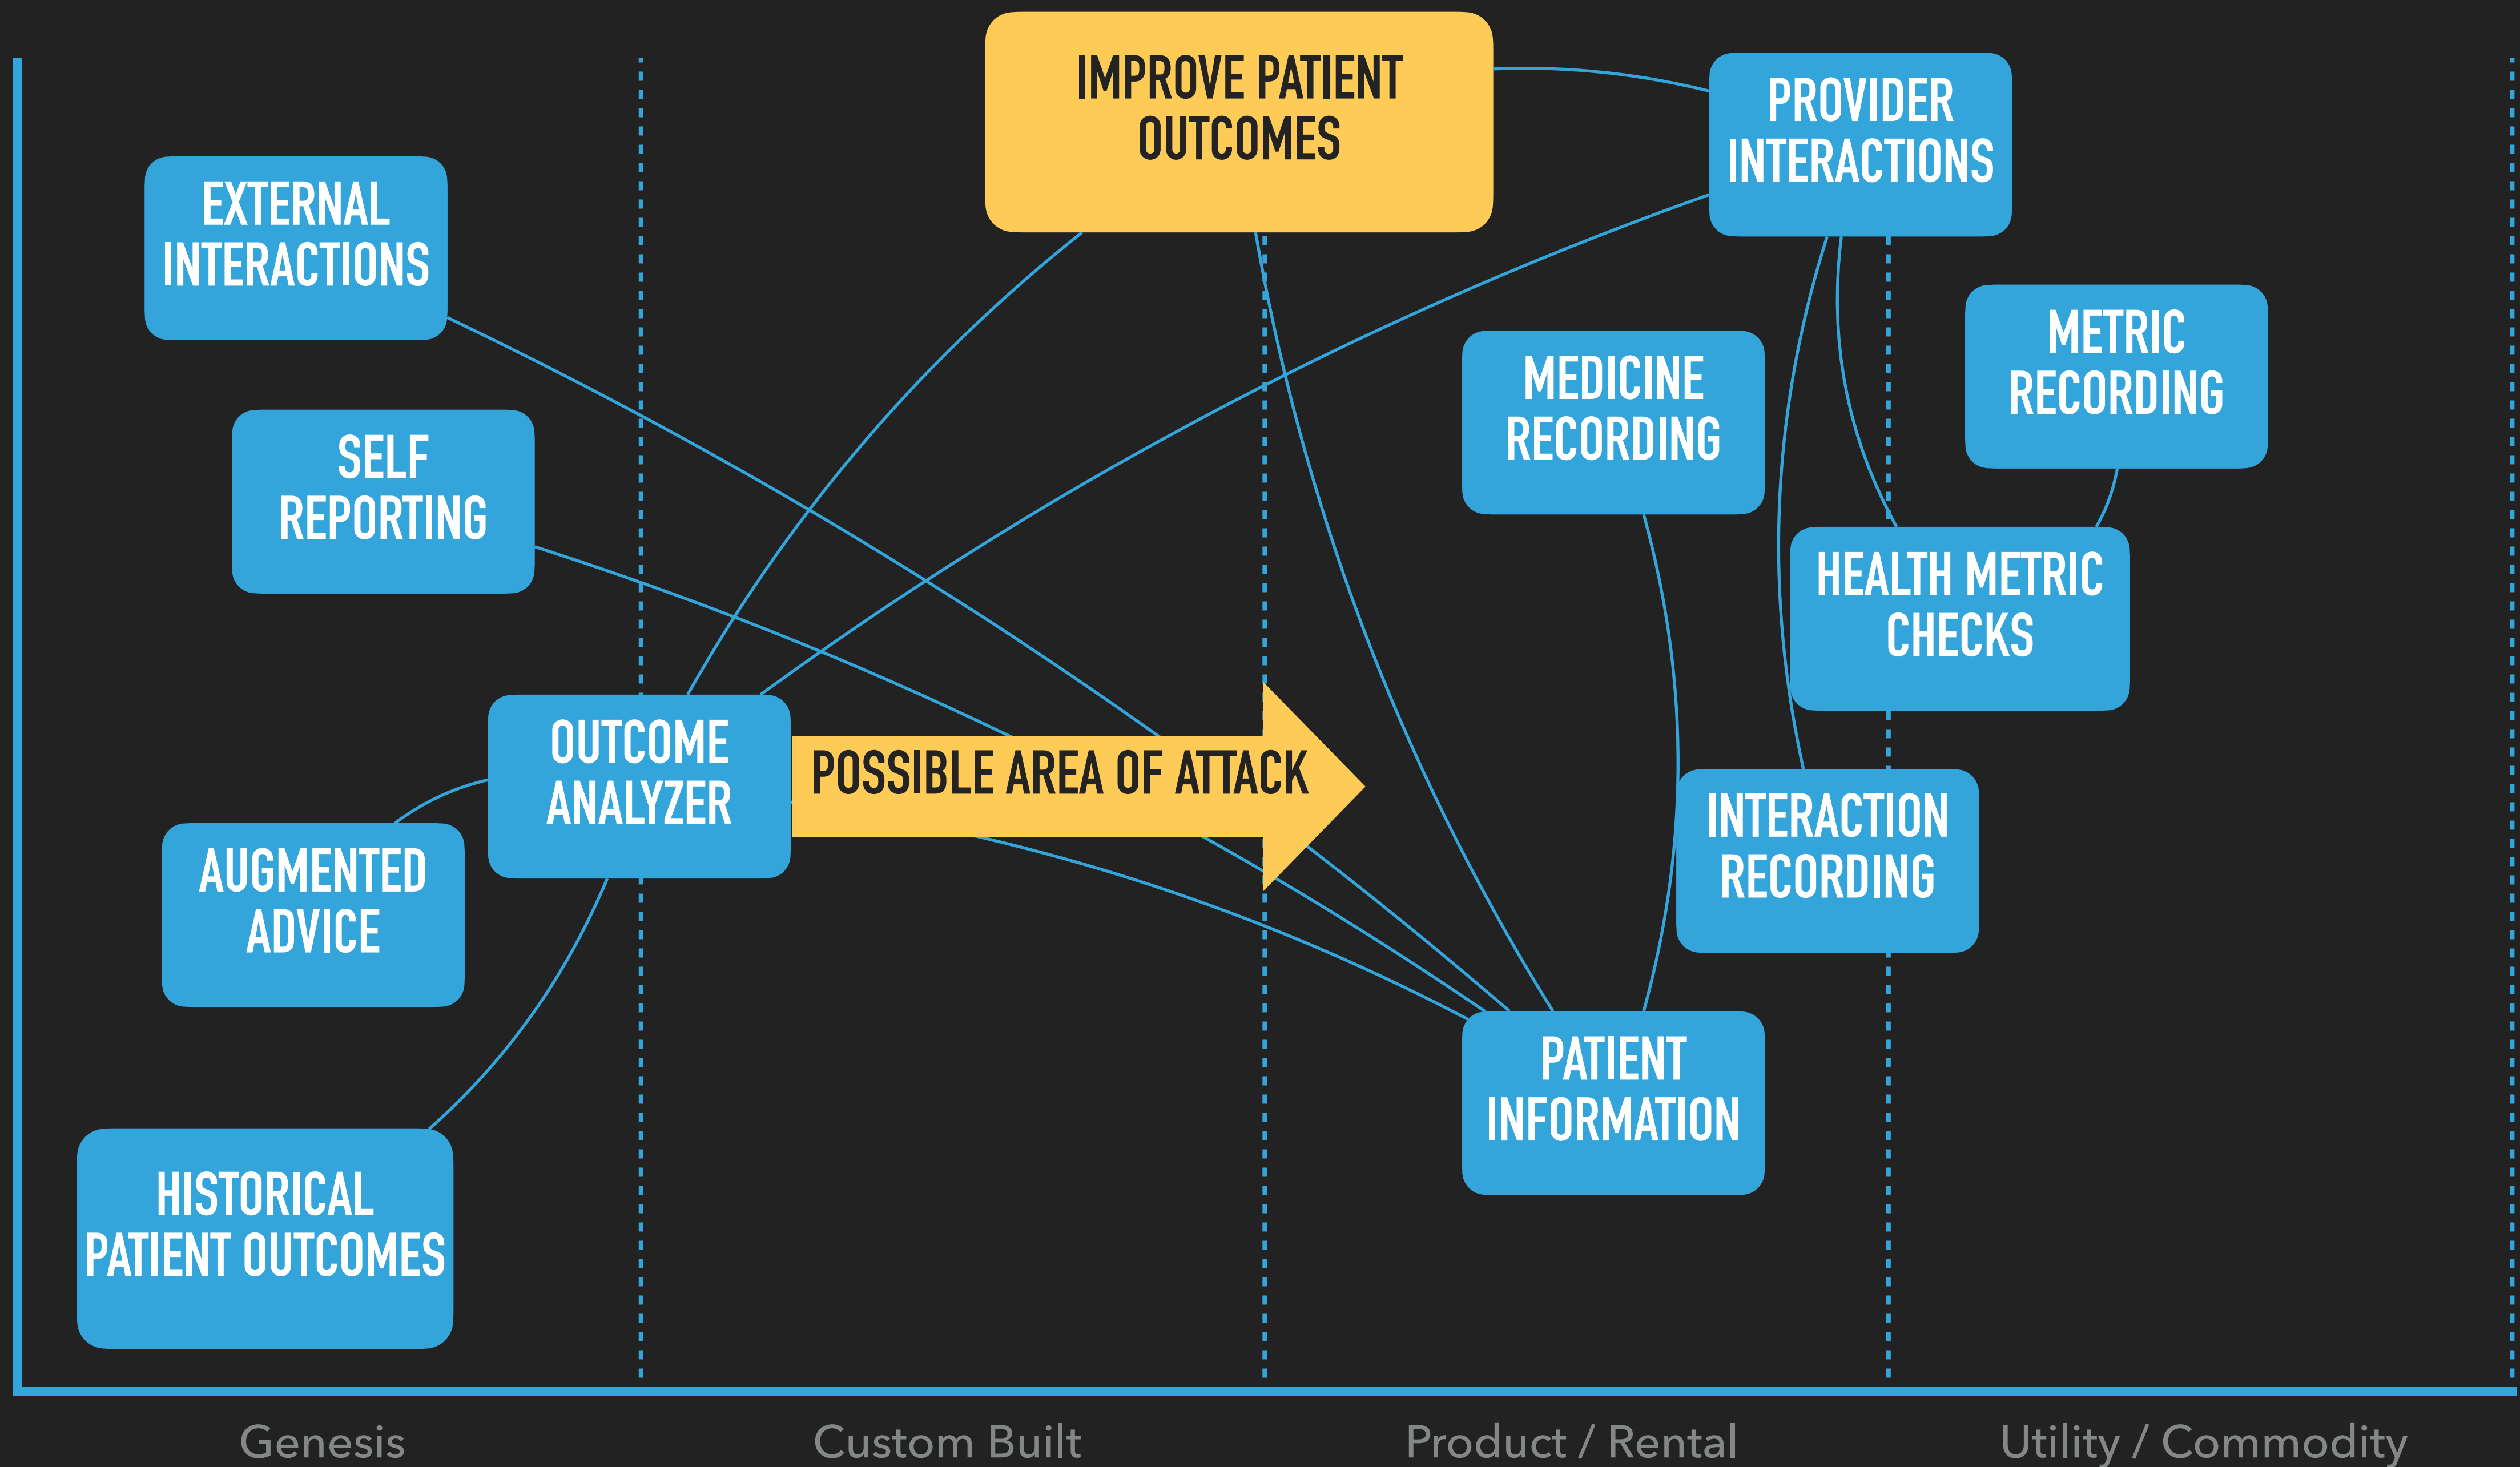 IMPROVE PATIENT
OUTCOMES
PROVIDER
INTERACTIONS
EXTERNAL
INTERACTIONS
METRIC
RECORDING
MEDICINE
RECORDING
SELF
REPORTING
HEALTH METRIC
CHECKS
OUTCOME
ANALYZER
POSSIBLE AREA OF ATTACK
INTERACTION
RECORDING
AUGMENTED
ADVICE
PATIENT
INFORMATION
HISTORICAL
PATIENT OUTCOMES
Genesis
Custom Built
Product / Rental
Utility / Commodity